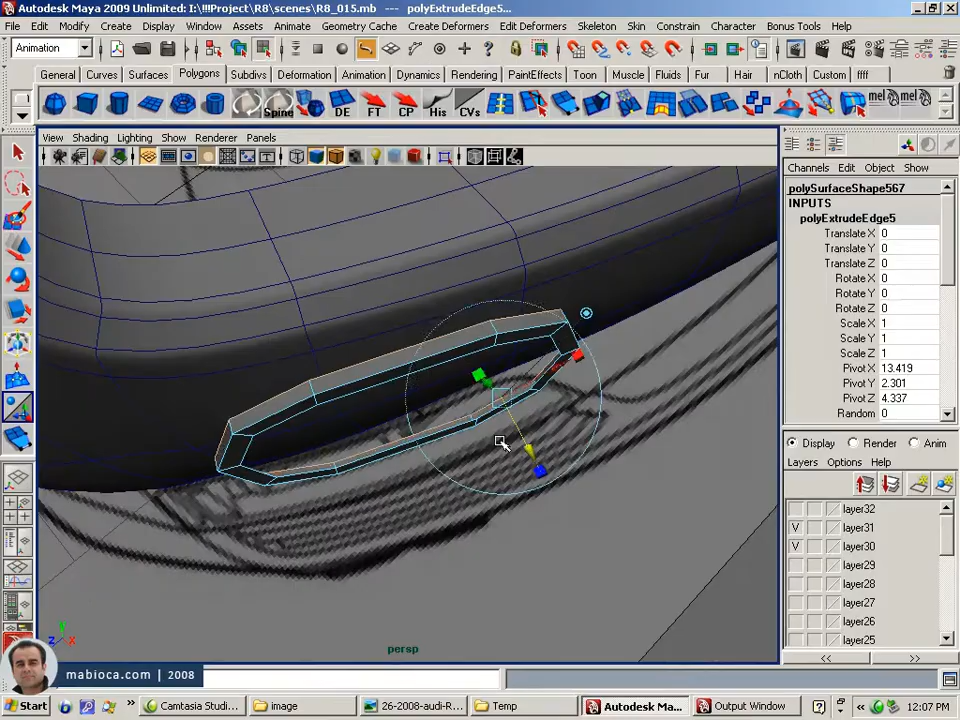 Autodesk Maya 2009 Unlimited: I:\!!!Project\R8\scenes\R8_015.mb --- polyExtrudeEdge5...
File Edit Modify Create Display Window Assets Animate Geometry Cache Create Deformers Edit Deformers Skeleton Skin Constrain Character Bonus Tools Help
Animation
General Curves Surfaces Polygons Subdivs Deformation Animation Dynamics Rendering PaintEffects Toon Muscle Fluids Fur Hair nCloth Custom ffff
Spine DE FT CP His CVs mel mel
View Shading Lighting Show Renderer Panels
Channels Edit Object Show
polySurfaceShape567
INPUTS
polyExtrudeEdge5
Translate X 0
Translate Y 0
Translate Z 0
Rotate X 0
Rotate Y 0
Rotate Z 0
Scale X 1
Scale Y 1
Scale Z 1
Pivot X 13.419
Pivot Y 2.301
Pivot Z 4.337
Random 0
Display Render Anim
Layers Options Help
layer32
V layer31
V layer30
layer29
layer28
layer27
layer26
layer25
<< >>
y
z x
persp
mabioca.com | 2008
Start » Camtasia Studi... image 26-2008-audi-R... Temp Autodesk Ma... Output Window « 12:07 PM